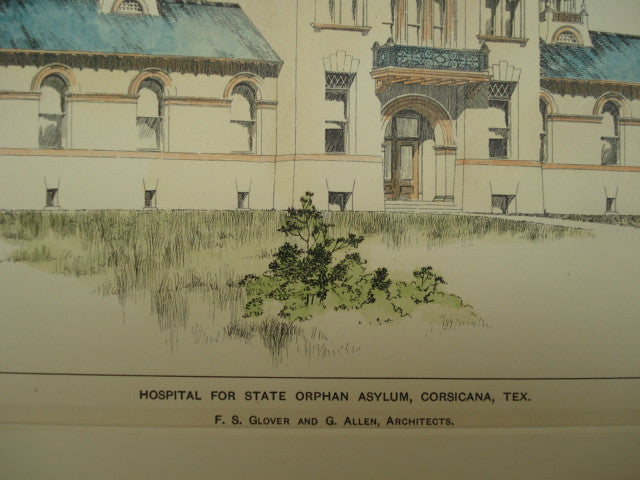 HOSPITAL FOR STATE ORPHAN ASYLUM, CORSICANA, TEX.
F. S. GLOVER AND G. ALLEN, ARCHITECTS.